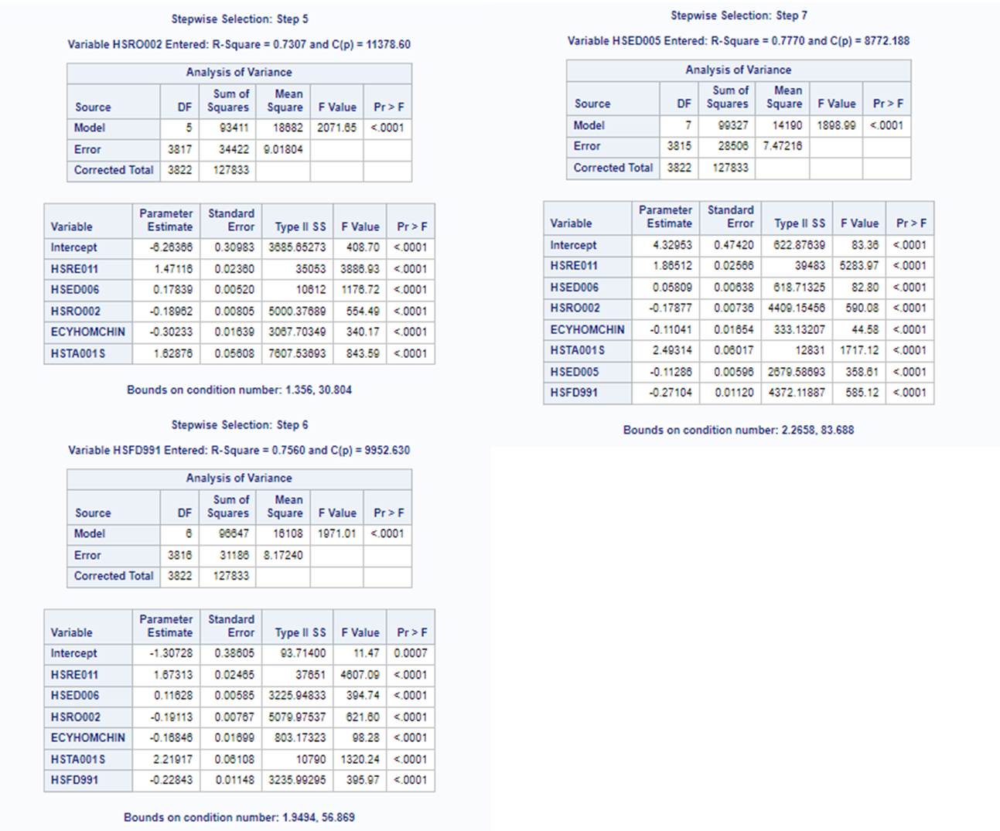 Stepwise Selection: Step 5
Variable HSRO002 Entered: R-Square = 0.7307 and C(p) = 11378.60
Analysis of Variance
Source DF Sum of Squares Mean Square F Value Pr > F
Model 5 93411 18682 2071.65 <.0001
Error 3817 34422 9.01804
Corrected Total 3822 127833
Variable Parameter Estimate Standard Error Type II SS F Value Pr > F
Intercept -6.26366 0.30983 3685.65273 408.70 <.0001
HSRE011 1.47116 0.02360 35053 3886.93 <.0001
HSED006 0.17839 0.00520 10612 1176.72 <.0001
HSRO002 -0.18962 0.00805 5000.37689 554.49 <.0001
ECYHOMCHIN -0.30233 0.01639 3067.70349 340.17 <.0001
HSTA001S 1.62876 0.05608 7607.53693 843.59 <.0001
Bounds on condition number: 1.356, 30.804
Stepwise Selection: Step 6
Variable HSFD991 Entered: R-Square = 0.7560 and C(p) = 9952.630
Analysis of Variance
Source DF Sum of Squares Mean Square F Value Pr > F
Model 6 96647 16108 1971.01 <.0001
Error 3816 31186 8.17240
Corrected Total 3822 127833
Variable Parameter Estimate Standard Error Type II SS F Value Pr > F
Intercept -1.30728 0.38605 93.71400 11.47 0.0007
HSRE011 1.67313 0.02465 37651 4607.09 <.0001
HSED006 0.11628 0.00585 3225.94833 394.74 <.0001
HSRO002 -0.19113 0.00767 5079.97537 621.60 <.0001
ECYHOMCHIN -0.16846 0.01699 803.17323 98.28 <.0001
HSTA001S 2.21917 0.06108 10790 1320.24 <.0001
HSFD991 -0.22843 0.01148 3235.99295 395.97 <.0001
Bounds on condition number: 1.9494, 56.869
Stepwise Selection: Step 7
Variable HSED005 Entered: R-Square = 0.7770 and C(p) = 8772.188
Analysis of Variance
Source DF Sum of Squares Mean Square F Value Pr > F
Model 7 99327 14190 1898.99 <.0001
Error 3815 28506 7.47216
Corrected Total 3822 127833
Variable Parameter Estimate Standard Error Type II SS F Value Pr > F
Intercept 4.32953 0.47420 622.87639 83.36 <.0001
HSRE011 1.86512 0.02566 39483 5283.97 <.0001
HSED006 0.05809 0.00638 618.71325 82.80 <.0001
HSRO002 -0.17877 0.00736 4409.15456 590.08 <.0001
ECYHOMCHIN -0.11041 0.01654 333.13207 44.58 <.0001
HSTA001S 2.49314 0.06017 12831 1717.12 <.0001
HSED005 -0.11286 0.00596 2679.58693 358.61 <.0001
HSFD991 -0.27104 0.01120 4372.11887 585.12 <.0001
Bounds on condition number: 2.2658, 83.688